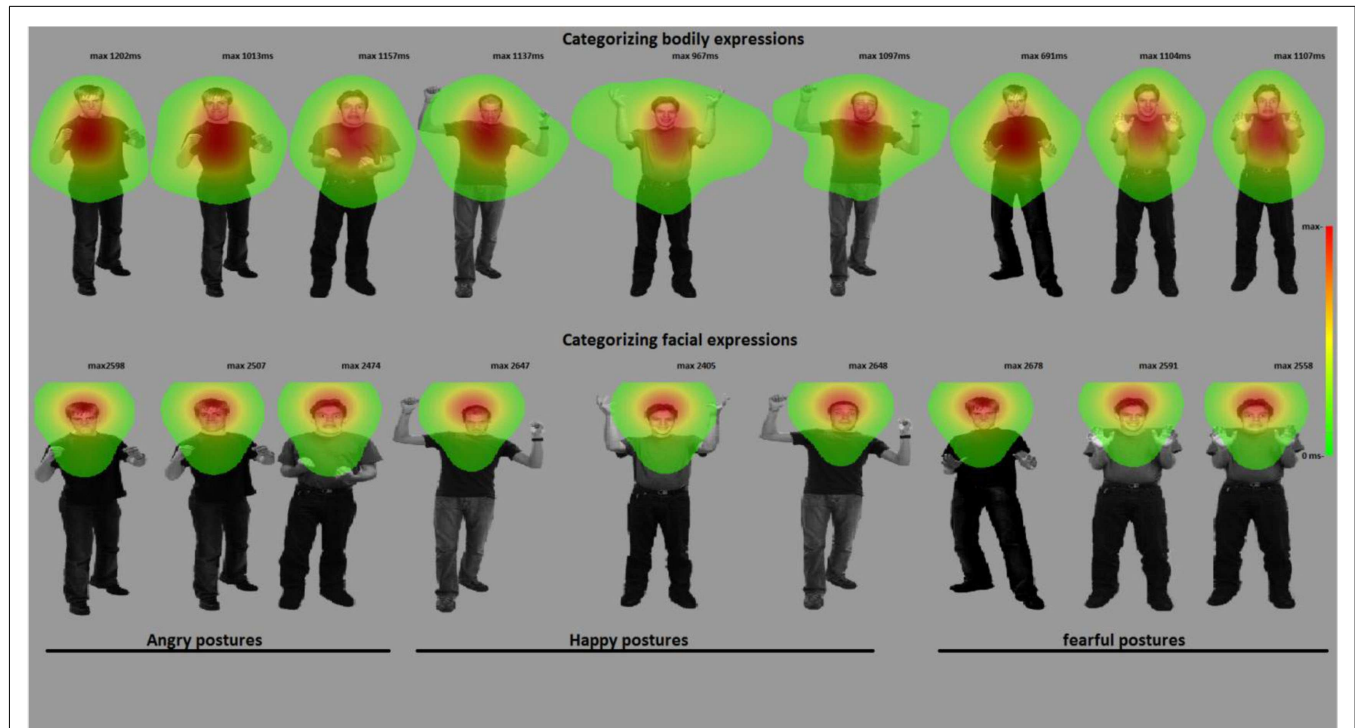 Categorizing bodily expressions
max 1202ms max 1013ms max 1157ms max 1137ms max 967ms max 1097ms max 691ms max 1104ms max 1107ms
max-
0 ms-
Categorizing facial expressions
max2598 max 2507 max 2474 max 2647 max 2405 max 2648 max 2678 max 2591 max 2558
Angry postures Happy postures fearful postures